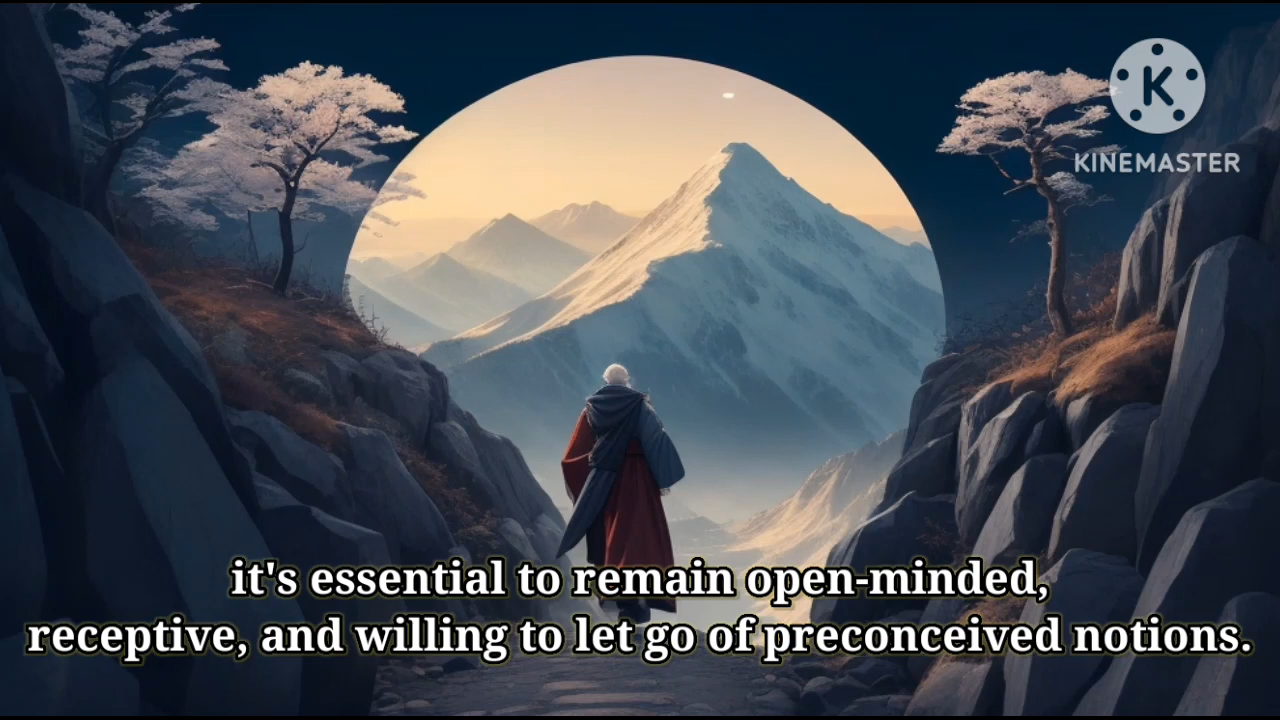 KINEMASTER
it's essential to remain open-minded,
receptive, and willing to let go of preconceived notions.